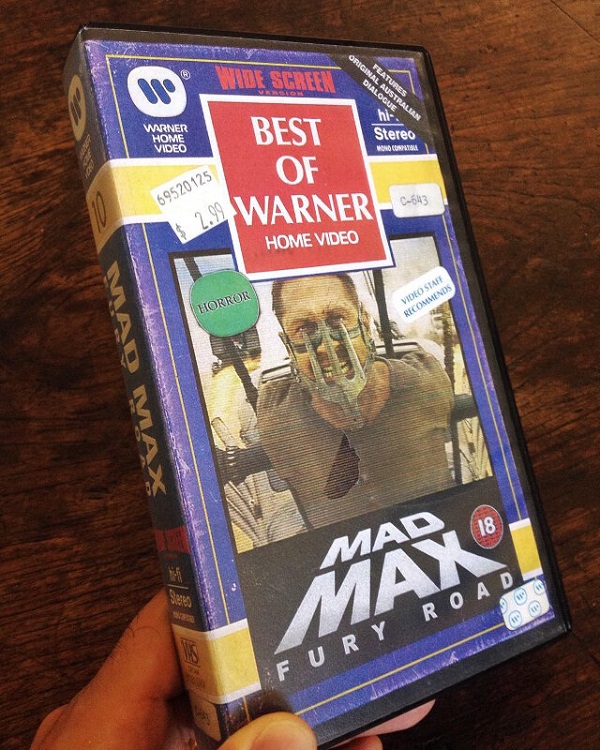 WIDE SCREEN
VERSION
FEATURES
ORIGINAL AUSTRALIAN
DIALOGUE
WARNER
HOME
VIDEO
hi-
Stereo
MONO COMPATIBLE
BEST
OF
WARNER
HOME VIDEO
69520125
$ 2.99
C-643
HORROR
VIDEO STAFF
RECOMMENDS
18
MAD
MAX
FURY ROAD
10
MAD MAX
hi-fi
Stereo
VHS